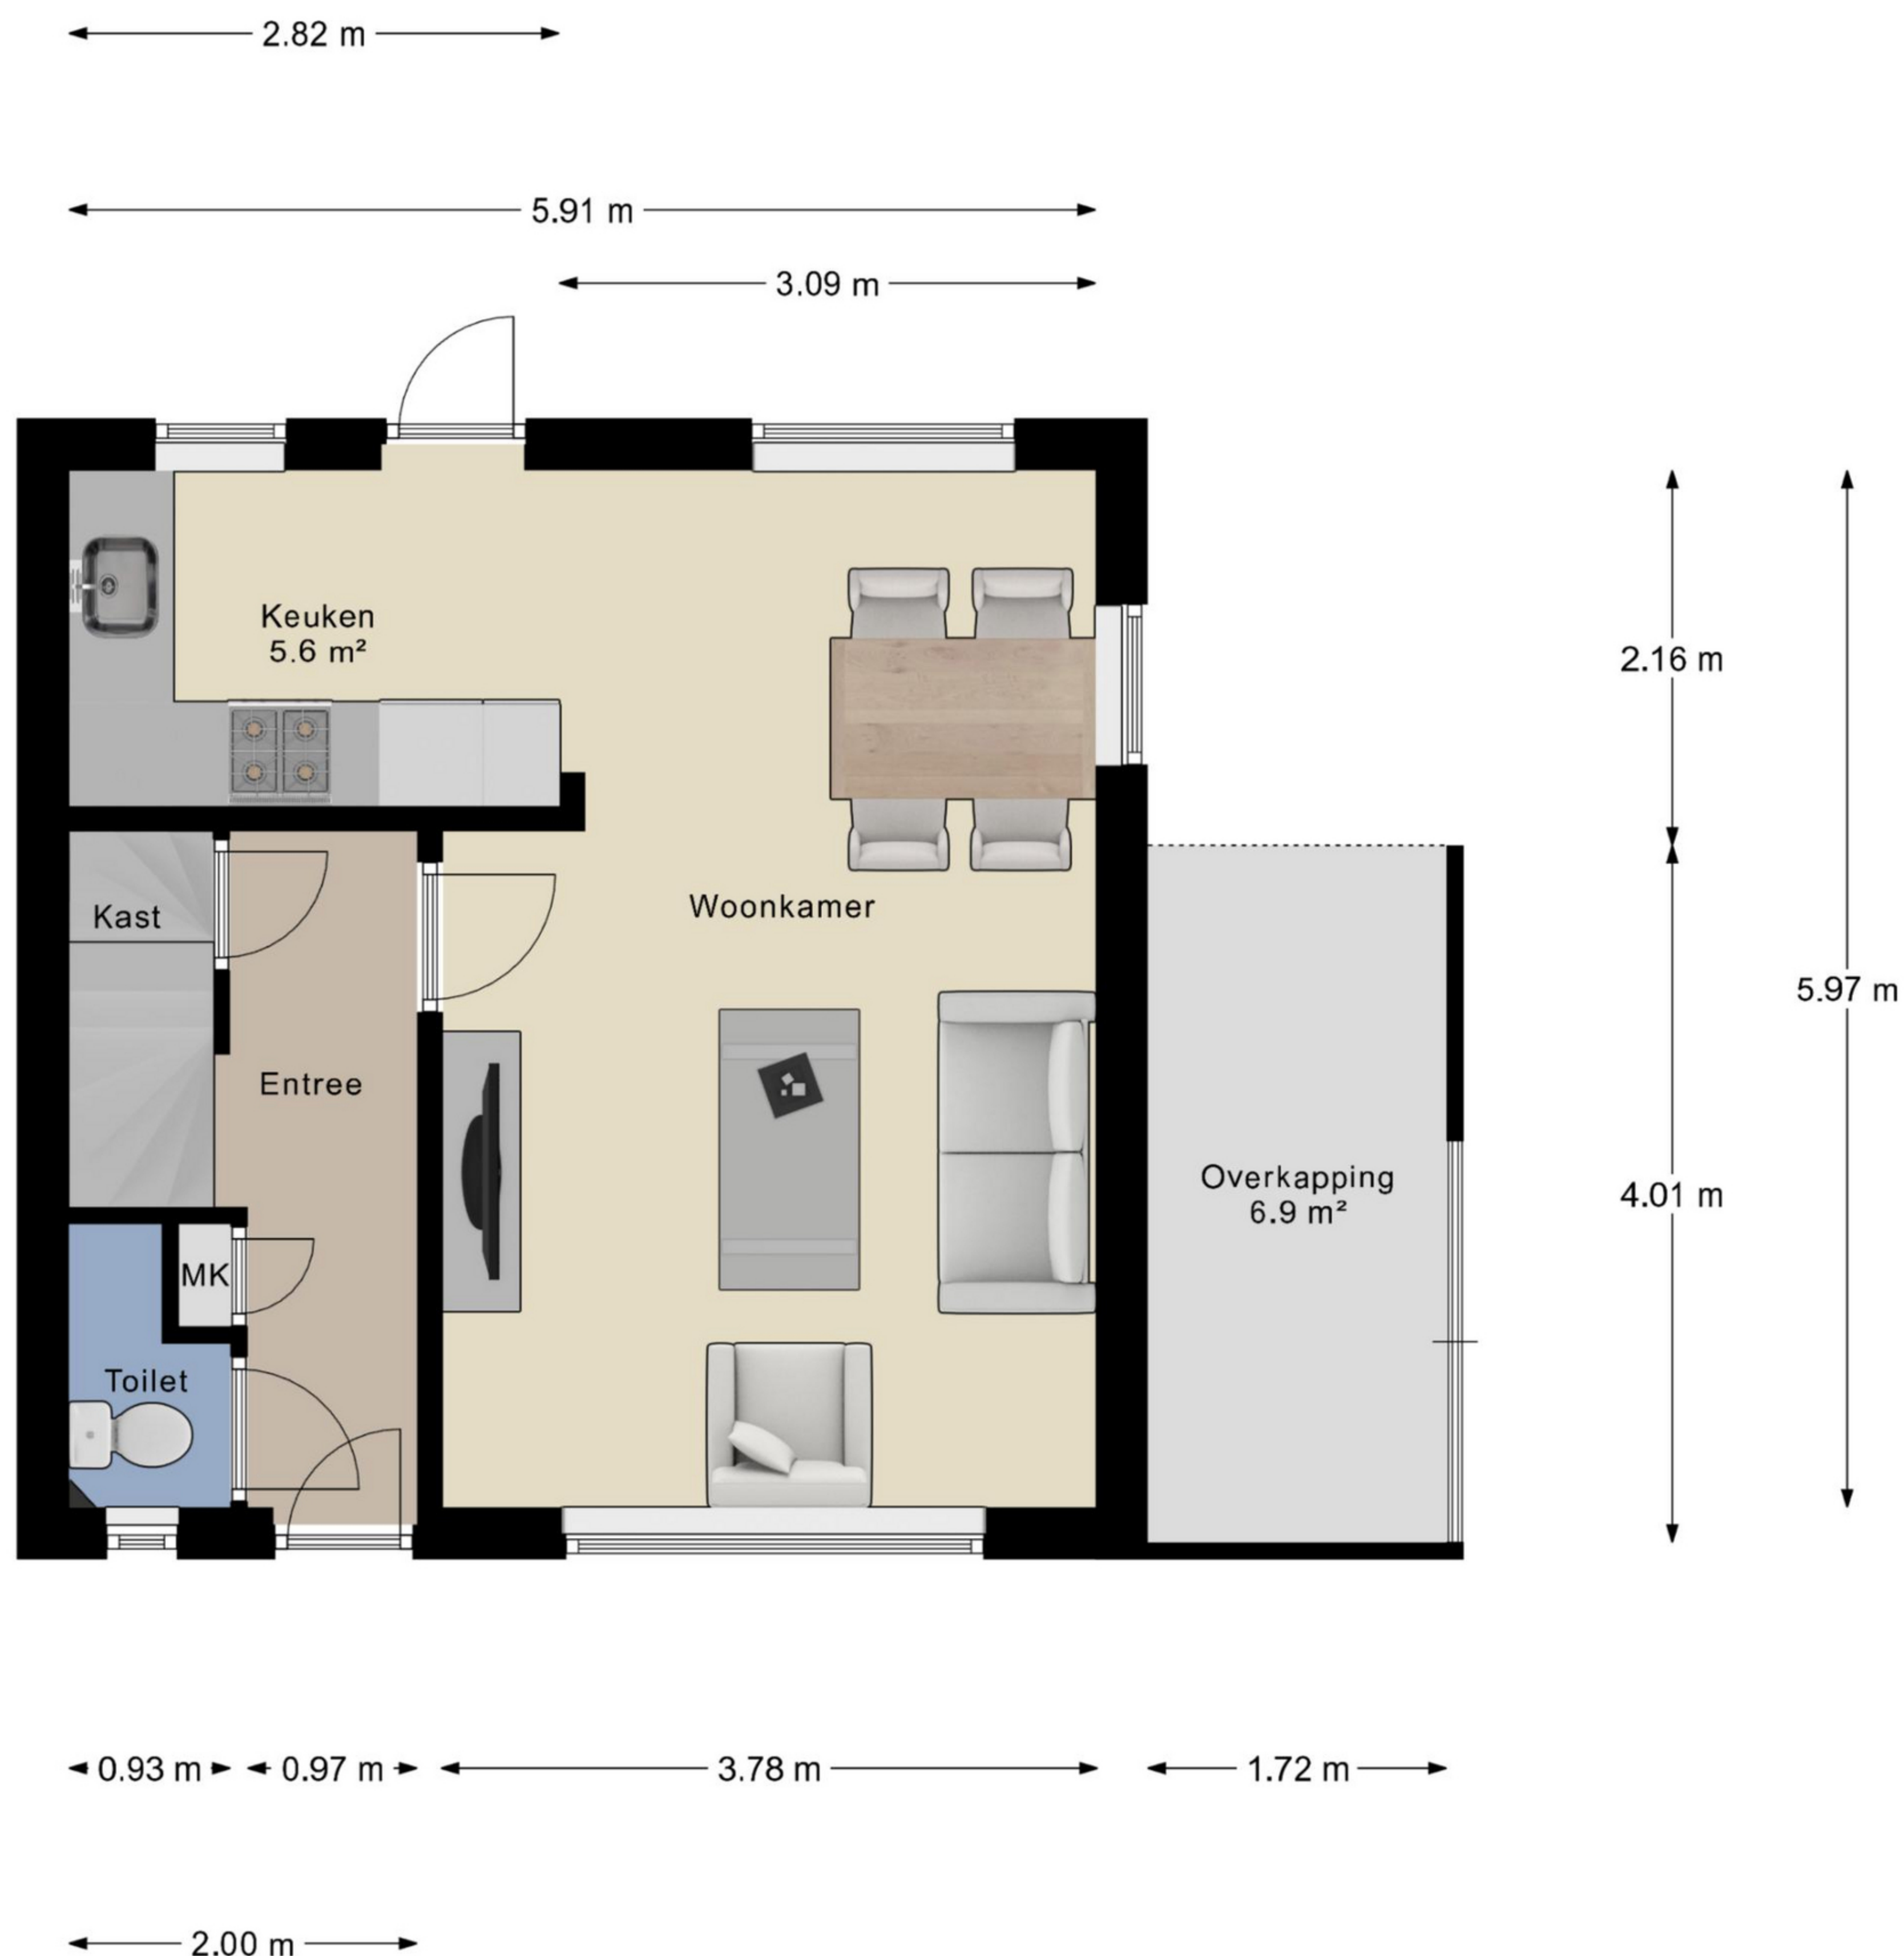 2.82 m
5.91 m
3.09 m
Keuken
5.6 m²
2.16 m
Woonkamer
Kast
5.97 m
Entree
Overkapping
6.9 m²
4.01 m
MK
Toilet
0.93 m
0.97 m
3.78 m
1.72 m
2.00 m